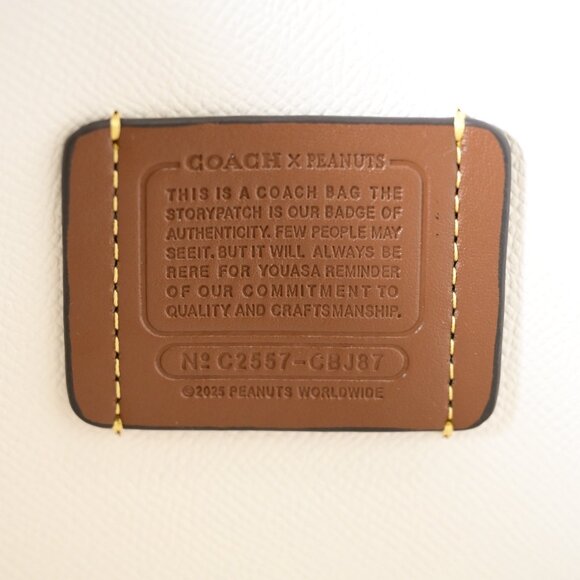 COACH X PEANUTS
THIS IS A COACH BAG THE
STORYPATCH IS OUR BADGE OF
AUTHENTICITY. FEW PEOPLE MAY
SEEIT. BUT IT WILL ALWAYS BE
RERE FOR YOUASA REMINDER
OF OUR COMMITMENT TO
QUALITY AND CRAFTSMANSHIP.
Nº C2557-CBJ87
©2025 PEANUTS WORLDWIDE